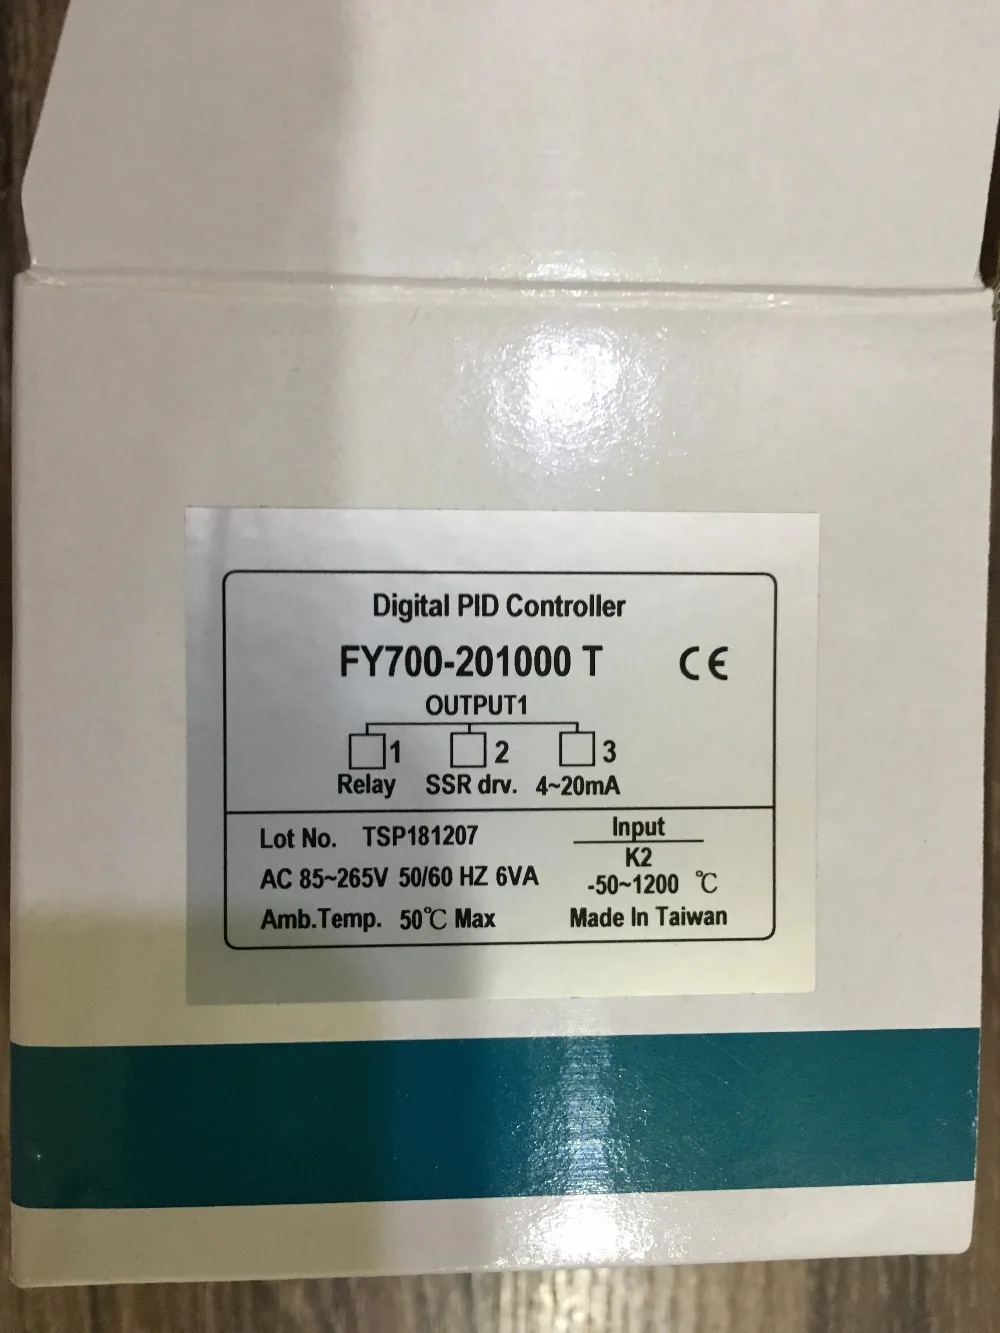 Digital PID Controller
FY700-201000 T CE
OUTPUT1
1 2 3
Relay SSR drv. 4~20mA
Lot No. TSP181207
Input
K2
AC 85~265V 50/60 HZ 6VA
-50~1200 ℃
Amb.Temp. 50℃ Max
Made In Taiwan